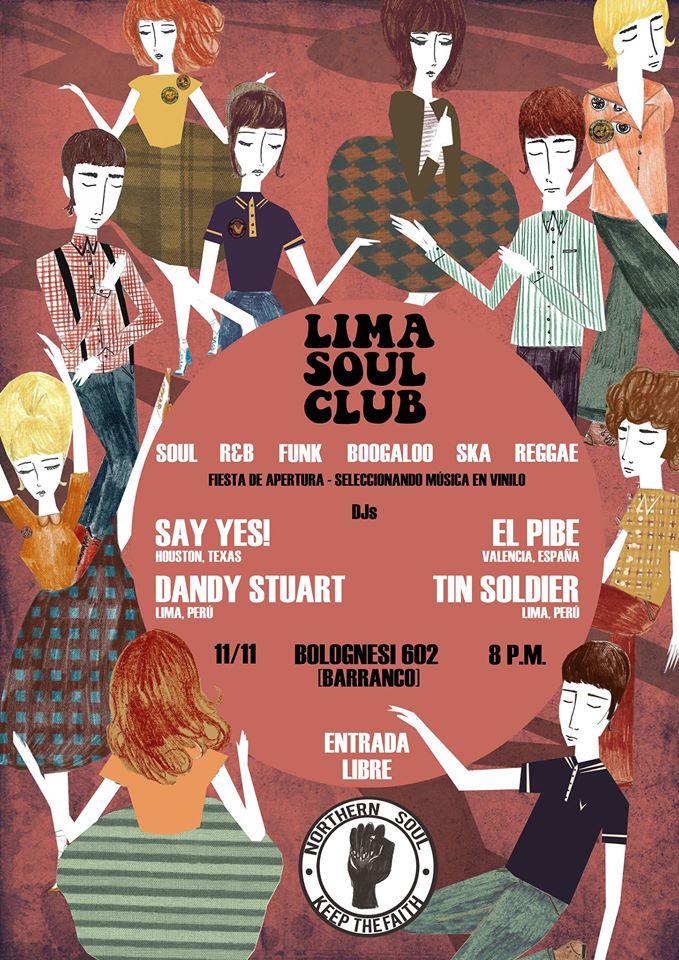 LIMA
SOUL
CLUB
SOUL R&B FUNK BOOGALOO SKA REGGAE
FIESTA DE APERTURA - SELECCIONANDO MÚSICA EN VINILO
DJs
SAY YES!
HOUSTON, TEXAS
EL PIBE
VALENCIA, ESPAÑA
DANDY STUART
LIMA, PERÚ
TIN SOLDIER
LIMA, PERÚ
11/11 BOLOGNESI 602 8 P.M.
[BARRANCO]
ENTRADA
LIBRE
NORTHERN SOUL
KEEP THE FAITH